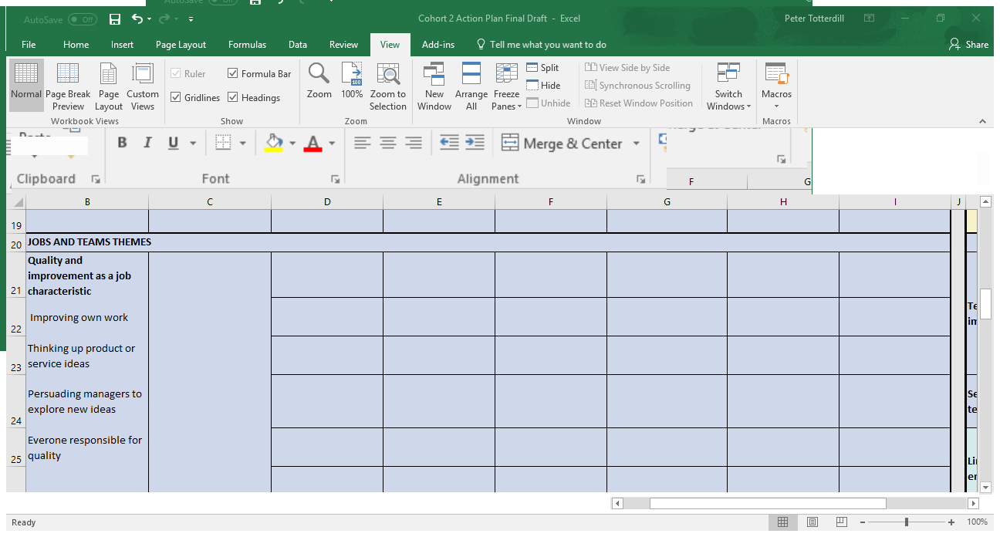 AutoSave Off
AutoSave Off Cohort 2 Action Plan Final Draft - Excel Peter Totterdill
File Home Insert Page Layout Formulas Data Review View Add-ins Tell me what you want to do Share
Normal Page Break Preview Page Layout Custom Views
Workbook Views
Ruler Formula Bar
Gridlines Headings
Show
Zoom 100% Zoom to Selection
Zoom
New Window Arrange All Freeze Panes
Split
Hide
Unhide
View Side by Side
Synchronous Scrolling
Reset Window Position
Window
Switch Windows
Macros
Macros
B I U A Merge & Center
Clipboard Font Alignment
F G
B C D E F G H I J
19
20 JOBS AND TEAMS THEMES
Quality and
improvement as a job
21 characteristic
Improving own work
22
Thinking up product or
23 service ideas
Persuading managers to
explore new ideas
24
Everone responsible for
quality
25
Ready 100%